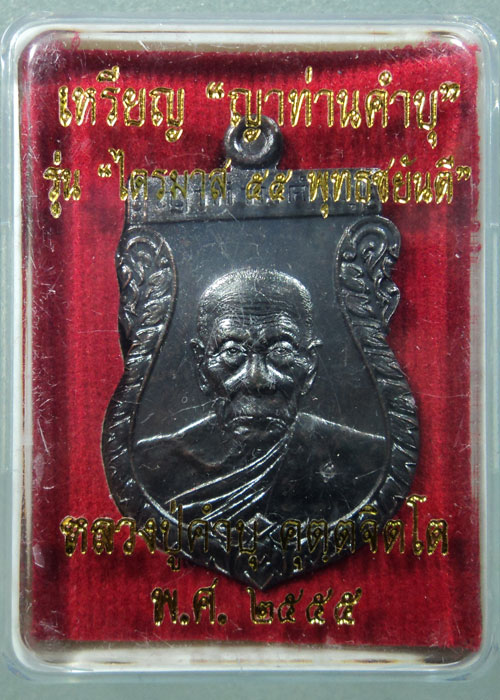 เหรียญ “ญาท่านคำบุ”
รุ่น “ไตรมาส ๕๕ พุทธชยันตี”
หลวงปู่คำบุ คุตฺตจิตฺโต
พ.ศ. ๒๕๕๕